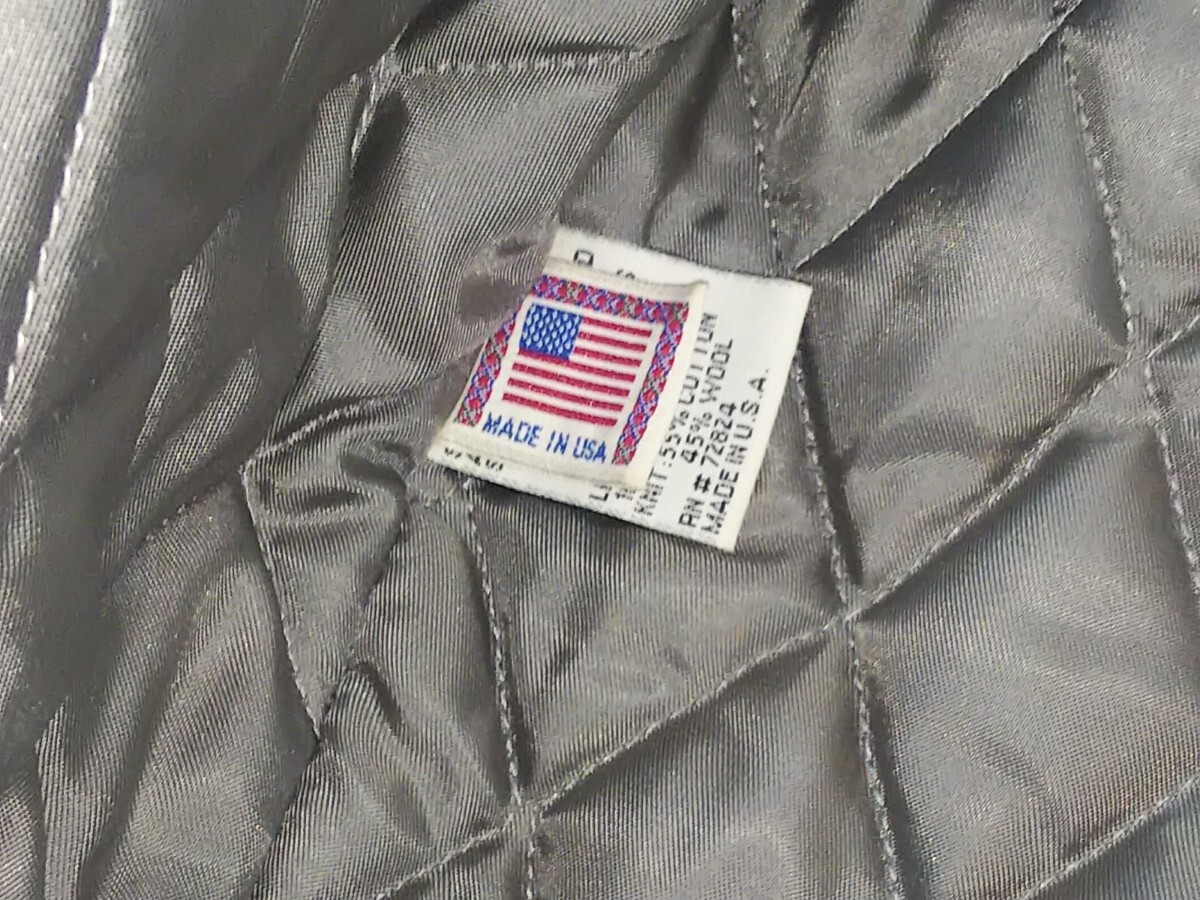 MADE IN USA
KNIT: 55% COTTON
45% WOOL
RN # 72824
MADE IN U.S.A.